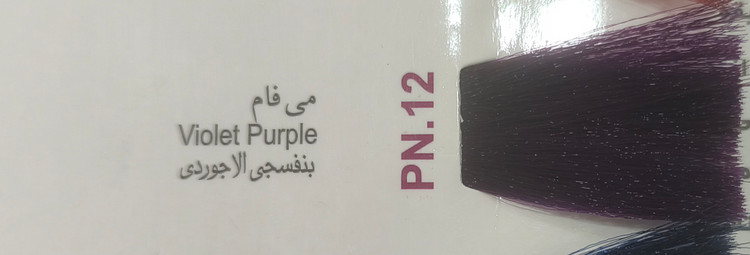 می فام
Violet Purple
بنفسجی الاجوردی
PN.12